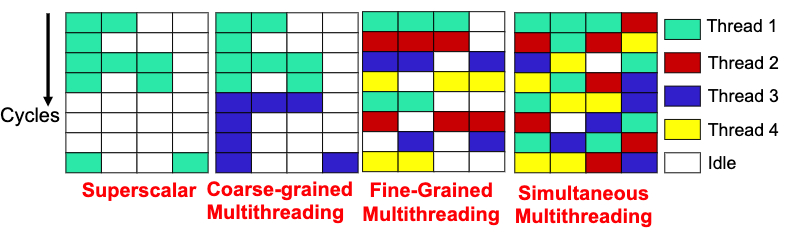 Cycles
Superscalar
Coarse-grained
Multithreading
Fine-Grained
Multithreading
Simultaneous
Multithreading
Thread 1
Thread 2
Thread 3
Thread 4
Idle